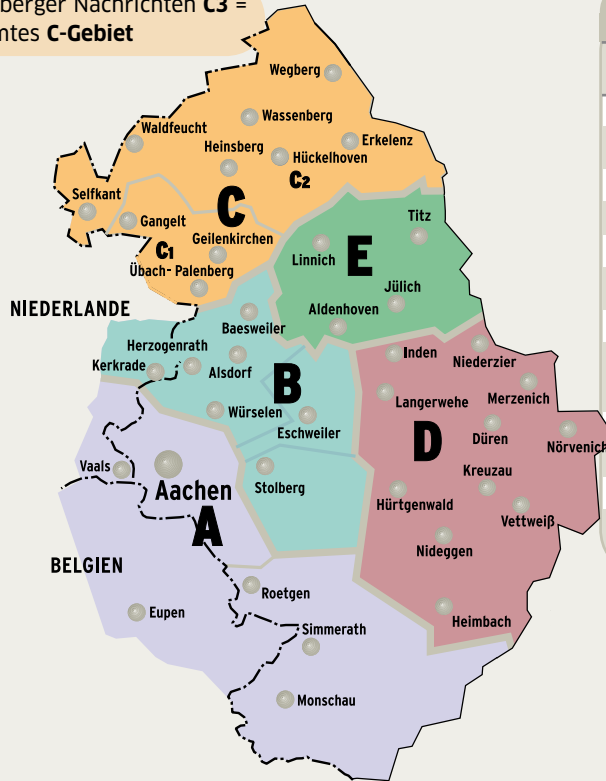 berger Nachrichten C3 =
mtes C-Gebiet
Wegberg
Wassenberg
Waldfeucht
Erkelenz
Heinsberg
Hückelhoven
C2
Selfkant
C
Gangelt
Titz
Geilenkirchen
C1
E
Linnich
Übach-Palenberg
Jülich
NIEDERLANDE
Aldenhoven
Baesweiler
Herzogenrath
Inden
Niederzier
Kerkrade
Alsdorf
B
Merzenich
Langerwehe
Würselen
Eschweiler
Düren
D
Nörvenich
Vaals
Kreuzau
Stolberg
Aachen
Hürtgenwald
Vettweiß
A
Nideggen
BELGIEN
Roetgen
Eupen
Heimbach
Simmerath
Monschau